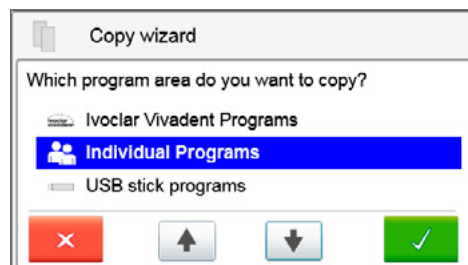 Copy wizard
Which program area do you want to copy?
Ivoclar Vivadent Programs
Individual Programs
USB stick programs